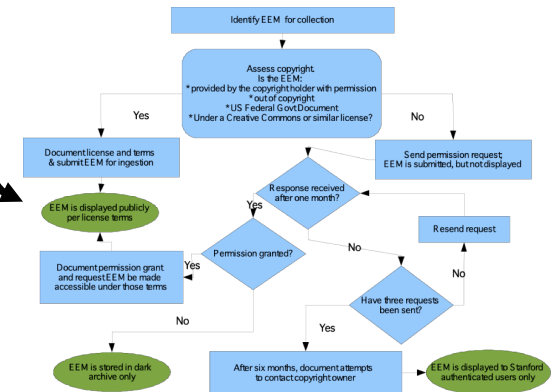 Identify EEM for collection
Assess copyright.
Is the EEM:
*provided by the copyright holder with permission
*out of copyright
*US Federal Govt Document
*Under a Creative Commons or similar license?
Yes
No
Document license and terms
& submit EEM for ingestion
Send permission request;
EEM is submitted, but not displayed
EEM is displayed publicly
per license terms
Response received
after one month?
Yes
Resend request
Document permission grant
and request EEM be made
accessible under those terms
Yes
Permission granted?
No
No
Have three requests
been sent?
No
Yes
EEM is stored in dark
archive only
After six months, document attempts
to contact copyright owner
EEM is displayed to Stanford
authenticated users only